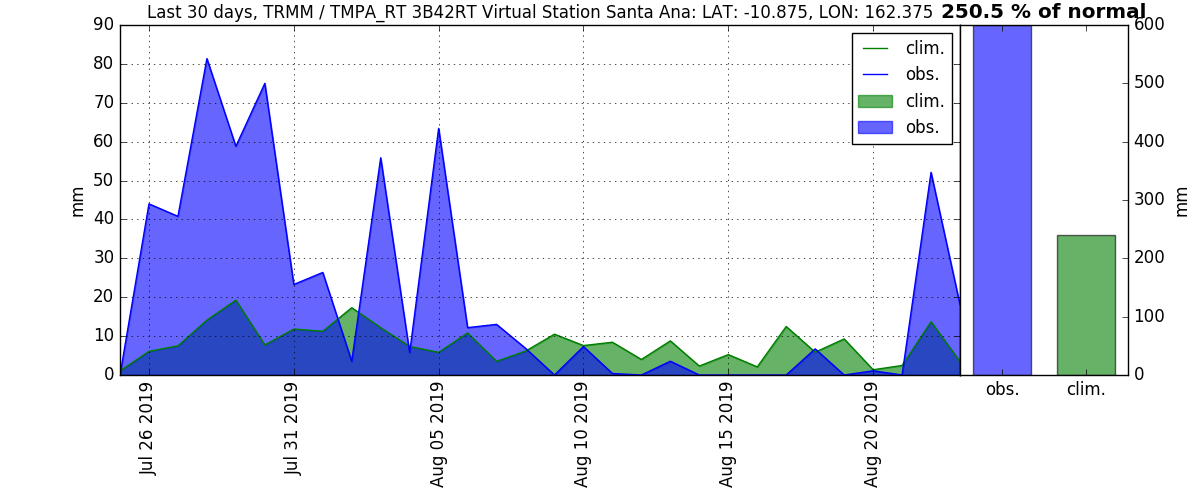 Last 30 days, TRMM / TMPA_RT 3B42RT Virtual Station Santa Ana: LAT: -10.875, LON: 162.375 250.5 % of normal
90
80
70
60
50
40
30
20
10
0
mm
clim.
obs.
clim.
obs.
600
500
400
300
200
100
0
mm
Jul 26 2019
Jul 31 2019
Aug 05 2019
Aug 10 2019
Aug 15 2019
Aug 20 2019
obs. clim.